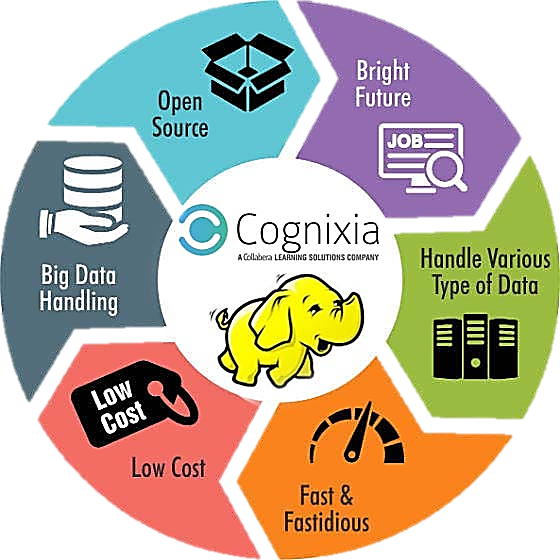 Open
Source
Bright
Future
JOB
Handle Various
Type of Data
Fast &
Fastidious
Low Cost
LOW
COST
Big Data
Handling
Cognixia
A Collabera LEARNING SOLUTIONS COMPANY